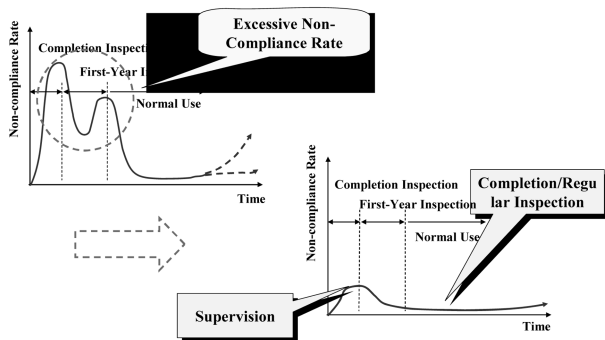 Excessive Non-
Compliance Rate
Completion Inspecti
First-Year I
Normal Use
Non-compliance Rate
Time
Completion Inspection
First-Year Inspection
Normal Use
Non-compliance Rate
Time
Completion/Regu
lar Inspection
Supervision